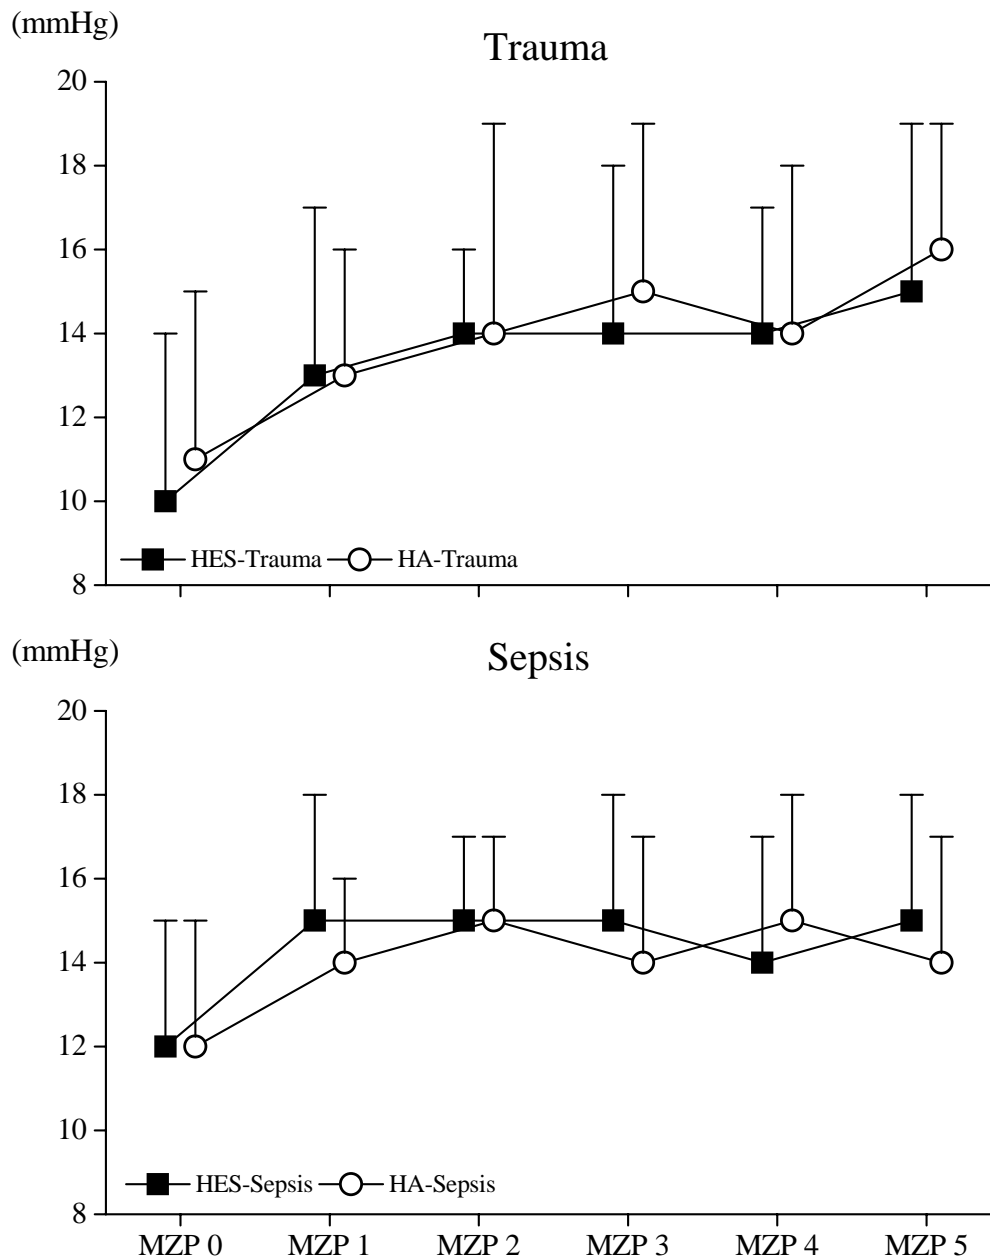 (mmHg)
Trauma
20
18
16
14
12
10
8
HES-Trauma HA-Trauma
(mmHg)
Sepsis
20
18
16
14
12
10
8
HES-Sepsis HA-Sepsis
MZP 0 MZP 1 MZP 2 MZP 3 MZP 4 MZP 5